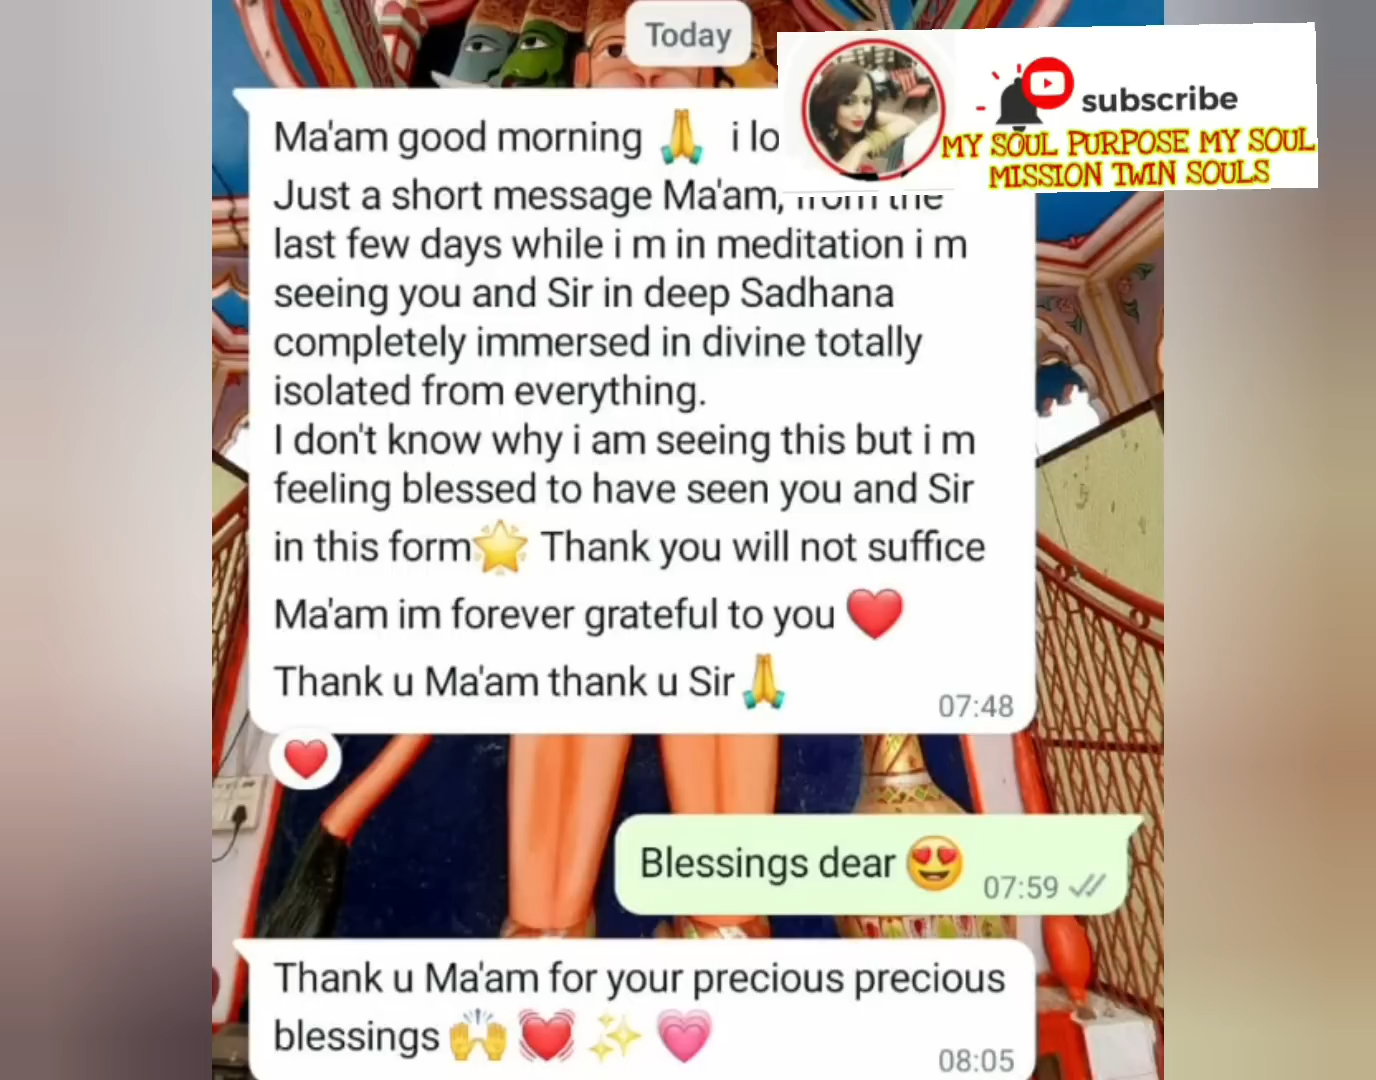 Today
Ma'am good morning 🙏 i lo
Just a short message Ma'am, from the
last few days while i m in meditation i m
seeing you and Sir in deep Sadhana
completely immersed in divine totally
isolated from everything.
I don't know why i am seeing this but i m
feeling blessed to have seen you and Sir
in this form🌟 Thank you will not suffice
Ma'am im forever grateful to you ❤️
Thank u Ma'am thank u Sir🙏
07:48
❤️
Blessings dear 😍
07:59
Thank u Ma'am for your precious precious
blessings 🙌 💓 ✨ 💗
08:05
subscribe
MY SOUL PURPOSE MY SOUL
MISSION TWIN SOULS